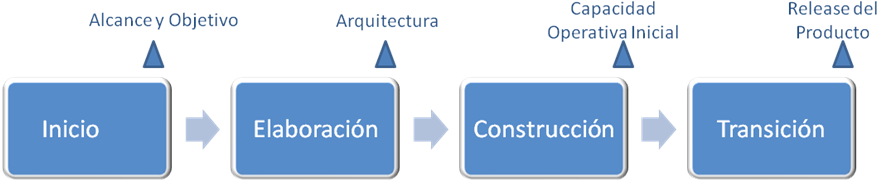 Alcance y Objetivo
Arquitectura
Capacidad
Operativa Inicial
Release del
Producto
Inicio
Elaboración
Construcción
Transición